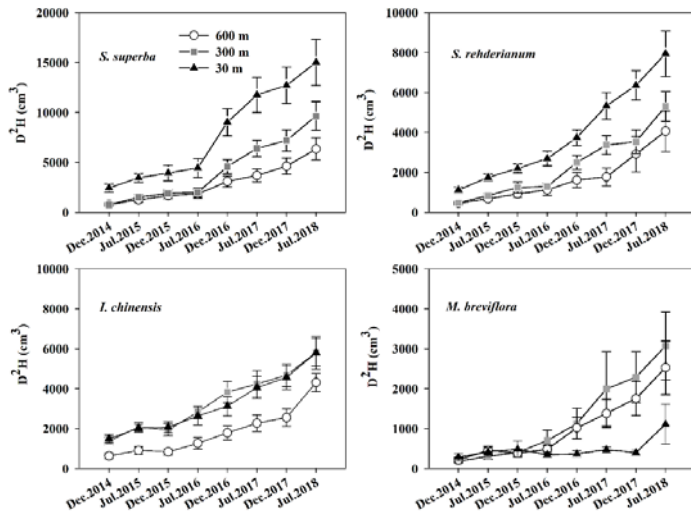 S. superba
600 m
300 m
30 m
D²H (cm³)
20000
15000
10000
5000
0
Dec.2014
Jul.2015
Dec.2015
Jul.2016
Dec.2016
Jul.2017
Dec.2017
Jul.2018
S. rehderianum
D²H (cm³)
10000
8000
6000
4000
2000
0
Dec.2014
Jul.2015
Dec.2015
Jul.2016
Dec.2016
Jul.2017
Dec.2017
Jul.2018
I. chinensis
D²H (cm³)
10000
8000
6000
4000
2000
0
Dec.2014
Jul.2015
Dec.2015
Jul.2016
Dec.2016
Jul.2017
Dec.2017
Jul.2018
M. breviflora
D²H (cm³)
5000
4000
3000
2000
1000
0
Dec.2014
Jul.2015
Dec.2015
Jul.2016
Dec.2016
Jul.2017
Dec.2017
Jul.2018